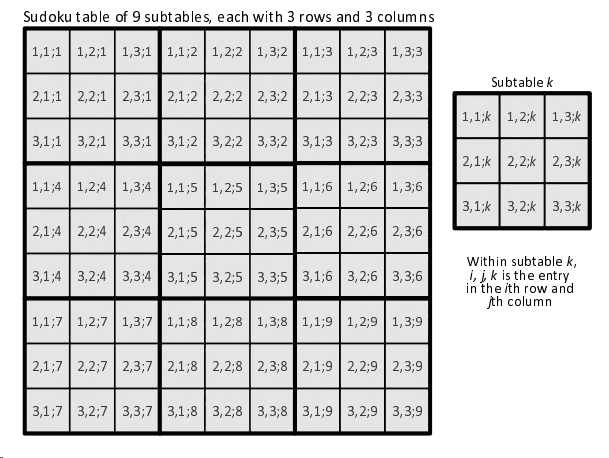 Sudoku table of 9 subtables, each with 3 rows and 3 columns
1,1;1 1,2;1 1,3;1 1,1;2 1,2;2 1,3;2 1,1;3 1,2;3 1,3;3
2,1;1 2,2;1 2,3;1 2,1;2 2,2;2 2,3;2 2,1;3 2,2;3 2,3;3
3,1;1 3,2;1 3,3;1 3,1;2 3,2;2 3,3;2 3,1;3 3,2;3 3,3;3
1,1;4 1,2;4 1,3;4 1,1;5 1,2;5 1,3;5 1,1;6 1,2;6 1,3;6
2,1;4 2,2;4 2,3;4 2,1;5 2,2;5 2,3;5 2,1;6 2,2;6 2,3;6
3,1;4 3,2;4 3,3;4 3,1;5 3,2;5 3,3;5 3,1;6 3,2;6 3,3;6
1,1;7 1,2;7 1,3;7 1,1;8 1,2;8 1,3;8 1,1;9 1,2;9 1,3;9
2,1;7 2,2;7 2,3;7 2,1;8 2,2;8 2,3;8 2,1;9 2,2;9 2,3;9
3,1;7 3,2;7 3,3;7 3,1;8 3,2;8 3,3;8 3,1;9 3,2;9 3,3;9
Subtable k
1,1;k 1,2;k 1,3;k
2,1;k 2,2;k 2,3;k
3,1;k 3,2;k 3,3;k
Within subtable k,
i, j, k is the entry
in the ith row and
jth column